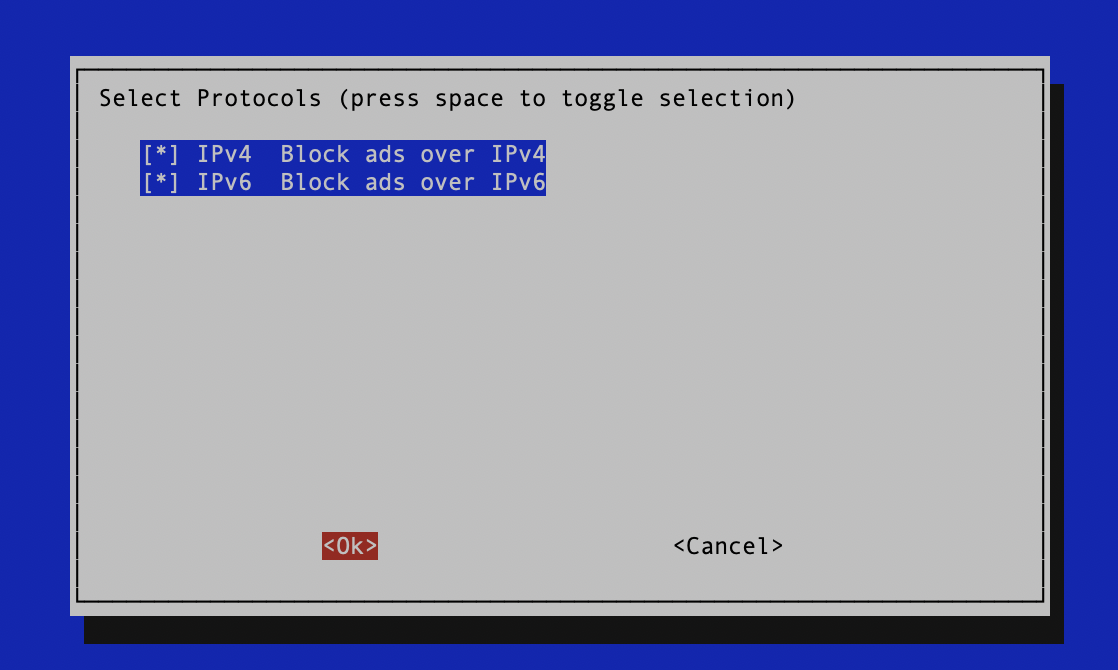 Select Protocols (press space to toggle selection)
[*] IPv4  Block ads over IPv4
[*] IPv6  Block ads over IPv6
<Ok>
<Cancel>